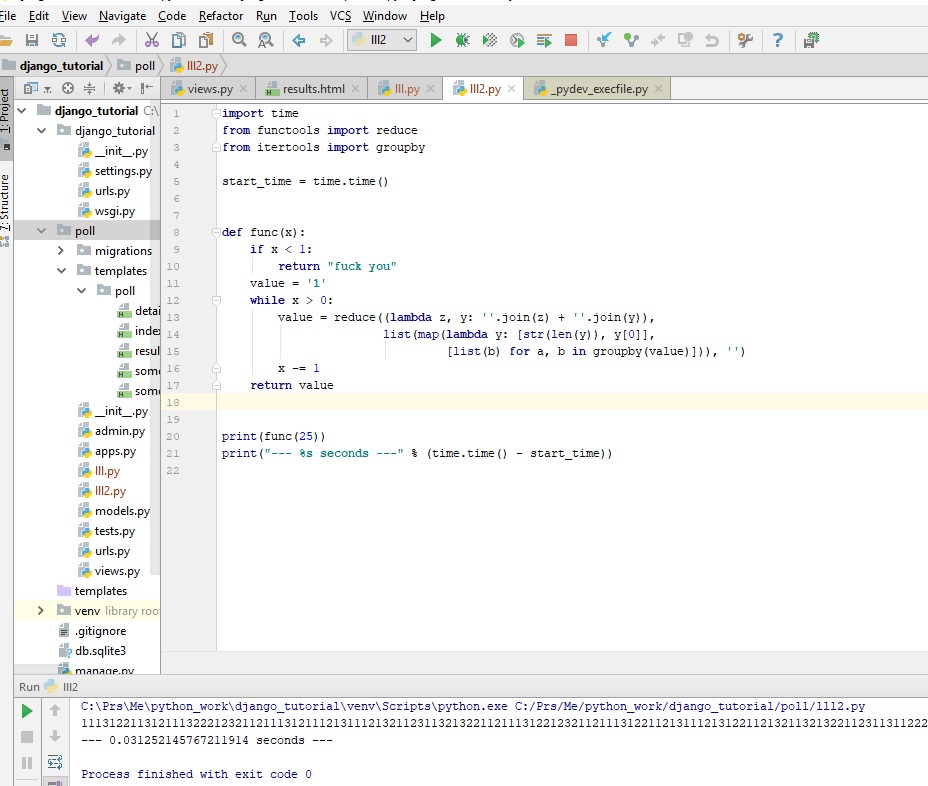 File Edit View Navigate Code Refactor Run Tools VCS Window Help
lll2
django_tutorial poll lll2.py
1: Project
7: Structure
views.py results.html lll.py lll2.py _pydev_execfile.py
django_tutorial C:\
django_tutorial
__init__.py
settings.py
urls.py
wsgi.py
poll
migrations
templates
poll
detai
index
resul
some
some
__init__.py
admin.py
apps.py
lll.py
lll2.py
models.py
tests.py
urls.py
views.py
templates
venv library roo
.gitignore
db.sqlite3
manage.py
1 import time
2 from functools import reduce
3 from itertools import groupby
4
5 start_time = time.time()
6
7
8 def func(x):
9 if x < 1:
10 return "fuck you"
11 value = '1'
12 while x > 0:
13 value = reduce((lambda z, y: ''.join(z) + ''.join(y)),
14 list(map(lambda y: [str(len(y)), y[0]],
15 [list(b) for a, b in groupby(value)])), '')
16 x -= 1
17 return value
18
19
20 print(func(25))
21 print("--- %s seconds ---" % (time.time() - start_time))
22
Run lll2
C:\Prs\Me\python_work\django_tutorial\venv\Scripts\python.exe C:/Prs/Me/python_work/django_tutorial/poll/lll2.py
--- 0.031252145767211914 seconds ---
Process finished with exit code 0